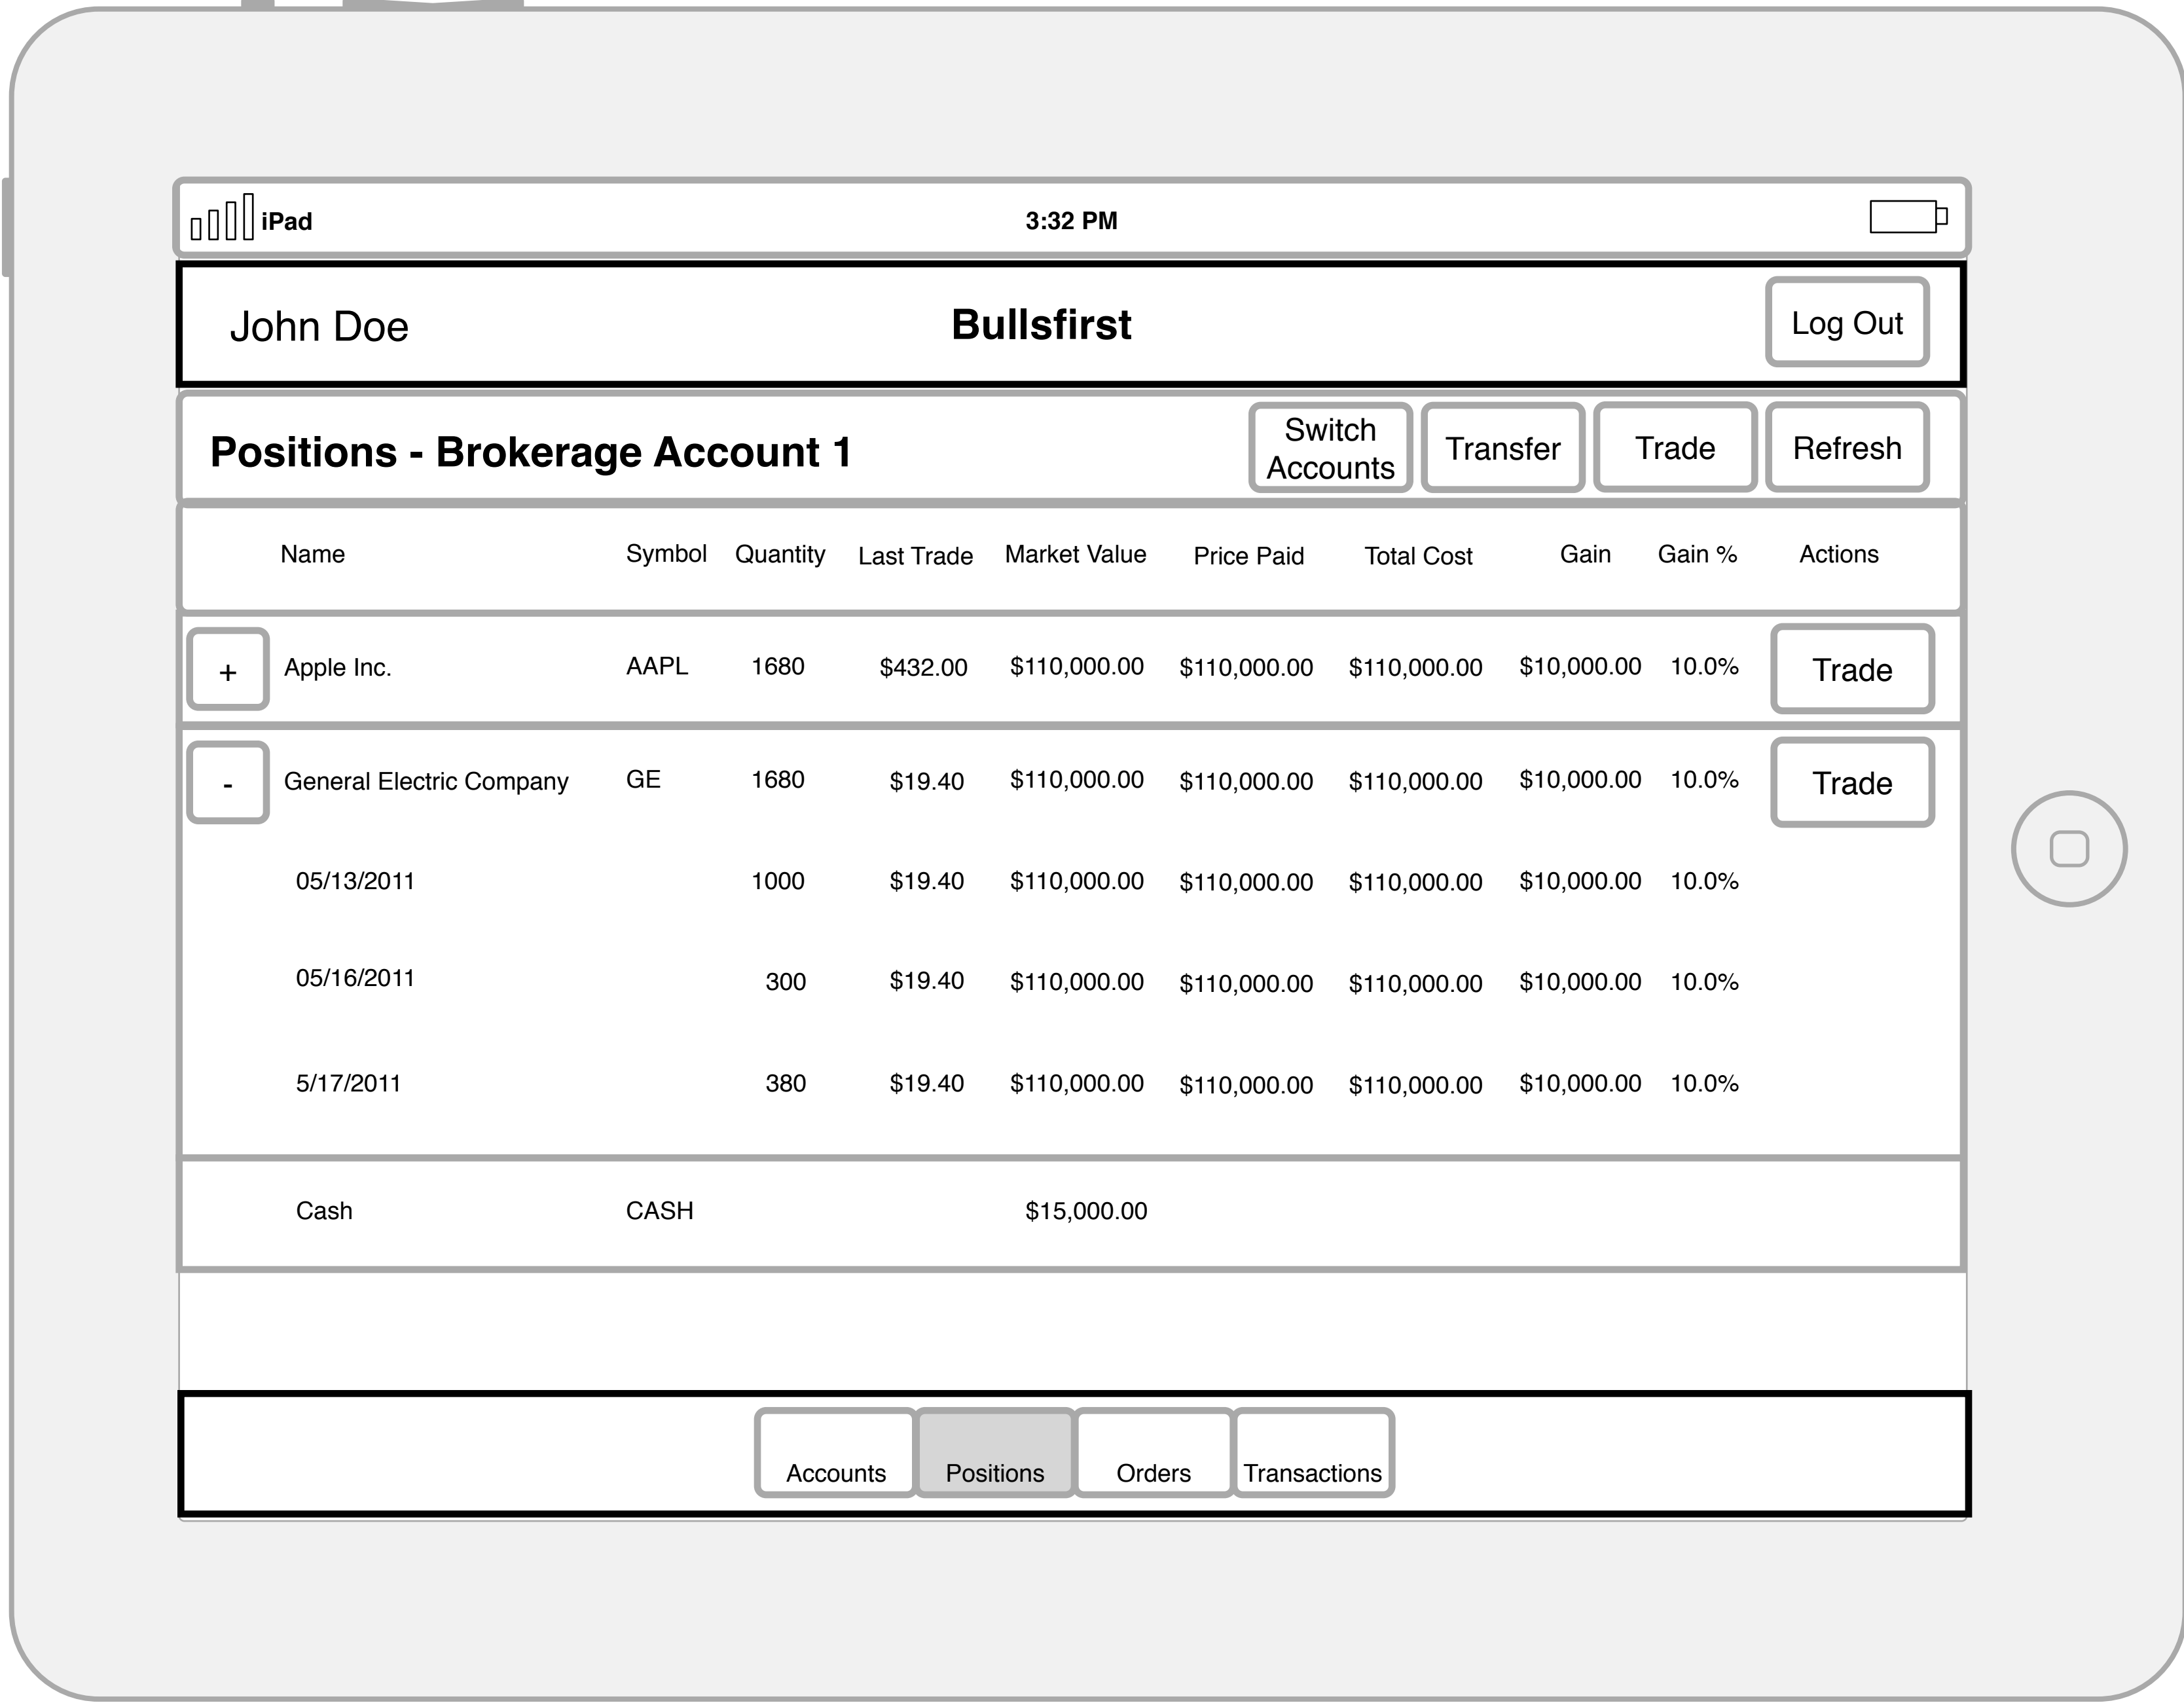 iPad 3:32 PM
John Doe Bullsfirst Log Out
Positions - Brokerage Account 1 Switch Accounts Transfer Trade Refresh
Name Symbol Quantity Last Trade Market Value Price Paid Total Cost Gain Gain % Actions
+ Apple Inc. AAPL 1680 $432.00 $110,000.00 $110,000.00 $110,000.00 $10,000.00 10.0% Trade
- General Electric Company GE 1680 $19.40 $110,000.00 $110,000.00 $110,000.00 $10,000.00 10.0% Trade
05/13/2011 1000 $19.40 $110,000.00 $110,000.00 $110,000.00 $10,000.00 10.0%
05/16/2011 300 $19.40 $110,000.00 $110,000.00 $110,000.00 $10,000.00 10.0%
5/17/2011 380 $19.40 $110,000.00 $110,000.00 $110,000.00 $10,000.00 10.0%
Cash CASH $15,000.00
Accounts Positions Orders Transactions